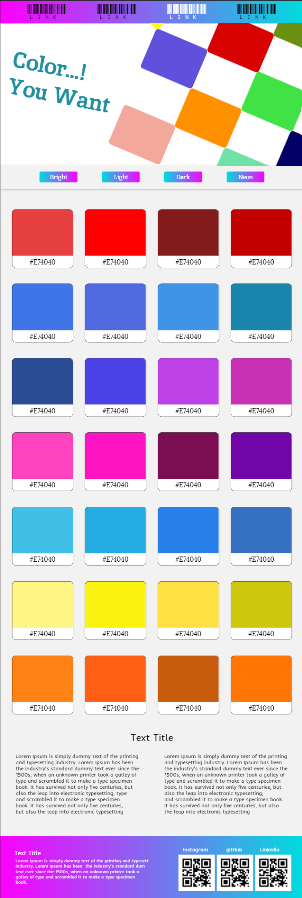 LINK LINK LINK LINK
Color...!
You Want
Bright Light Dark Neon
#E74040 #E74040 #E74040 #E74040
#E74040 #E74040 #E74040 #E74040
#E74040 #E74040 #E74040 #E74040
#E74040 #E74040 #E74040 #E74040
#E74040 #E74040 #E74040 #E74040
#E74040 #E74040 #E74040 #E74040
#E74040 #E74040 #E74040 #E74040
Text Title
Lorem Ipsum is simply dummy text of the printing
and typesetting industry. Lorem Ipsum has been
the industry's standard dummy text ever since the
1500s, when an unknown printer took a galley of
type and scrambled it to make a type specimen
book. It has survived not only five centuries, but
also the leap into electronic typesetting, type
and scrambled it to make a type specimen
book. It has survived not only five centuries,
but also the leap into electronic typesetting
Lorem Ipsum is simply dummy text of the printing
and typesetting industry. Lorem Ipsum has been
the industry's standard dummy text ever since the
1500s, when an unknown printer took a galley of
type and scrambled it to make a type specimen
book. It has survived not only five centuries, but
also the leap into electronic typesetting,
and scrambled it to make a type specimen
book. It has survived not only five centuries,
but also the leap into electronic typesetting
Text Title
Lorem Ipsum is simply dummy text of the printing and typesett
industry. Lorem Ipsum has been the industry's standard dum
text ever since the 1500s, when an unknown printer took a
galley of type and scrambled it to make a type specimen
book.
Instagram gitHub Linkedin